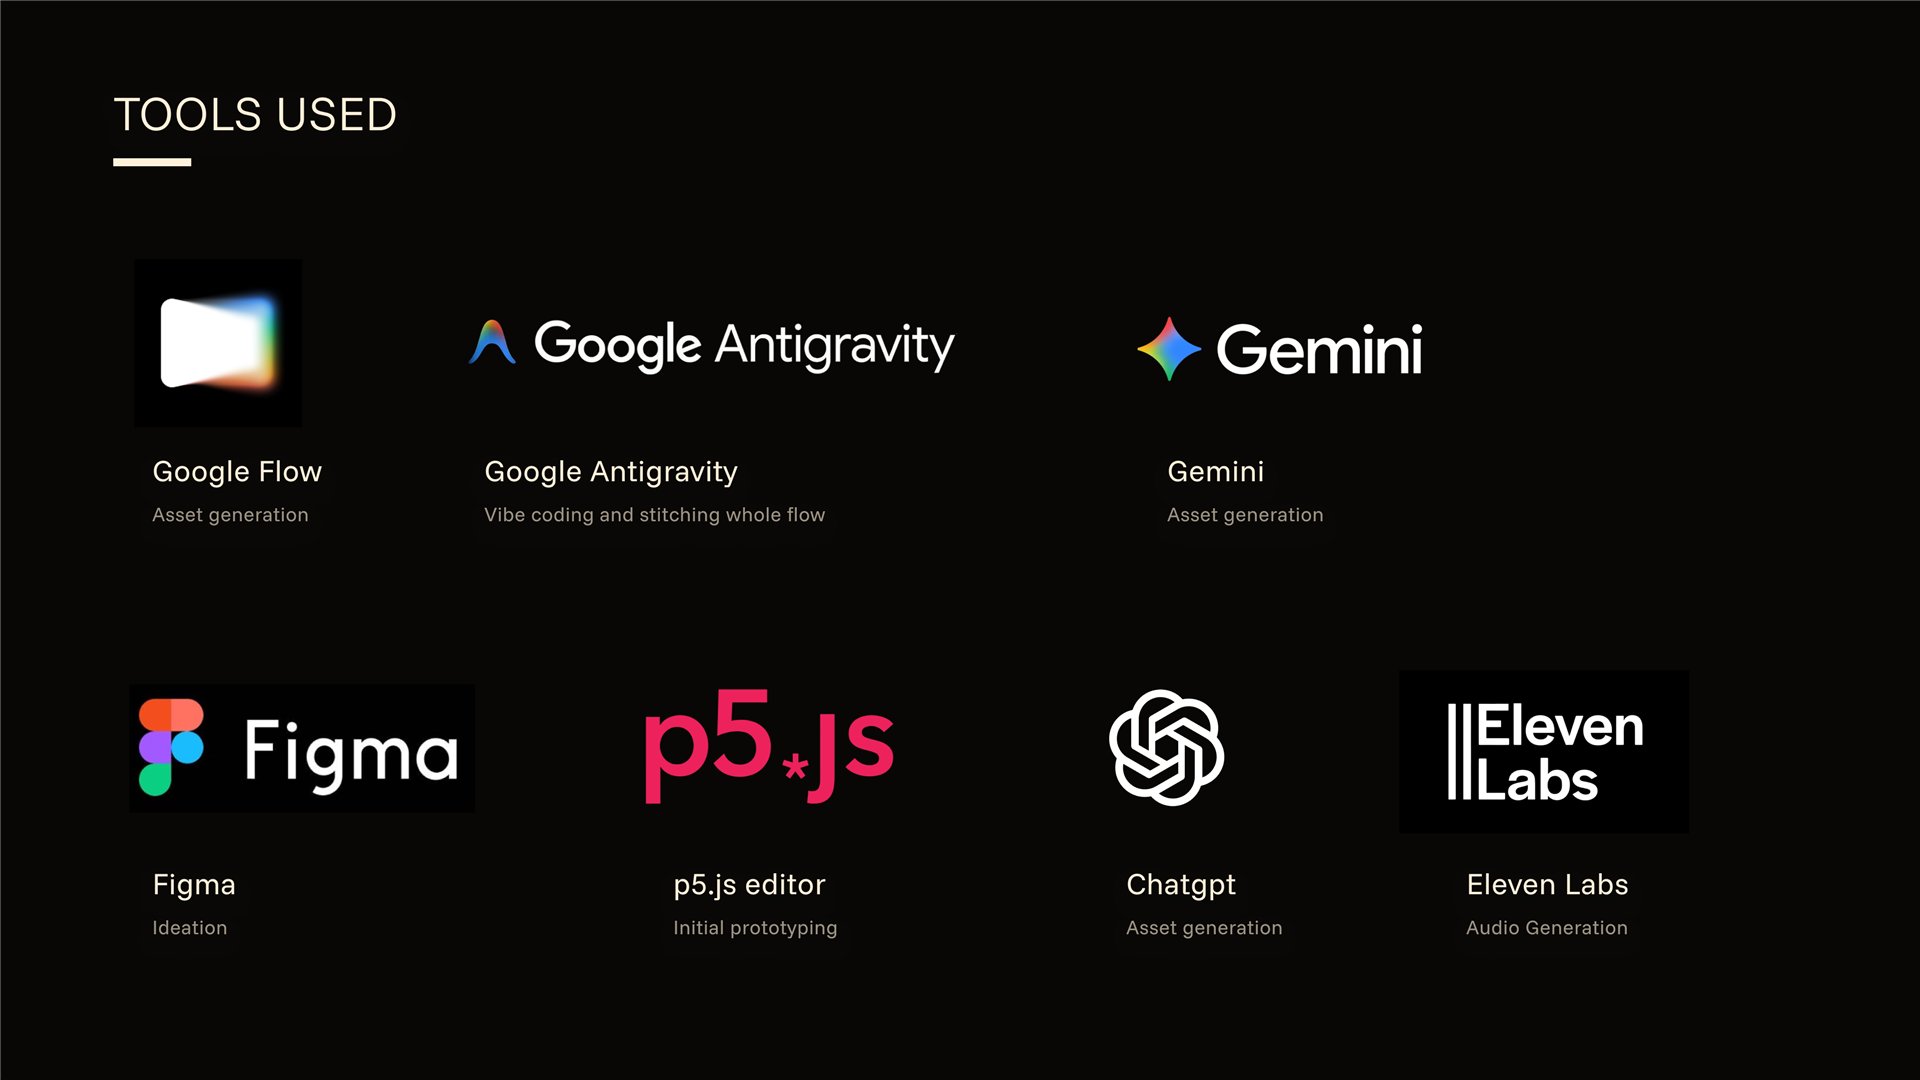 TOOLS USED
Google Antigravity
Gemini
Google Flow
Asset generation
Google Antigravity
Vibe coding and stitching whole flow
Gemini
Asset generation
Figma
p5*js
Eleven
Labs
Figma
Ideation
p5.js editor
Initial prototyping
Chatgpt
Asset generation
Eleven Labs
Audio Generation